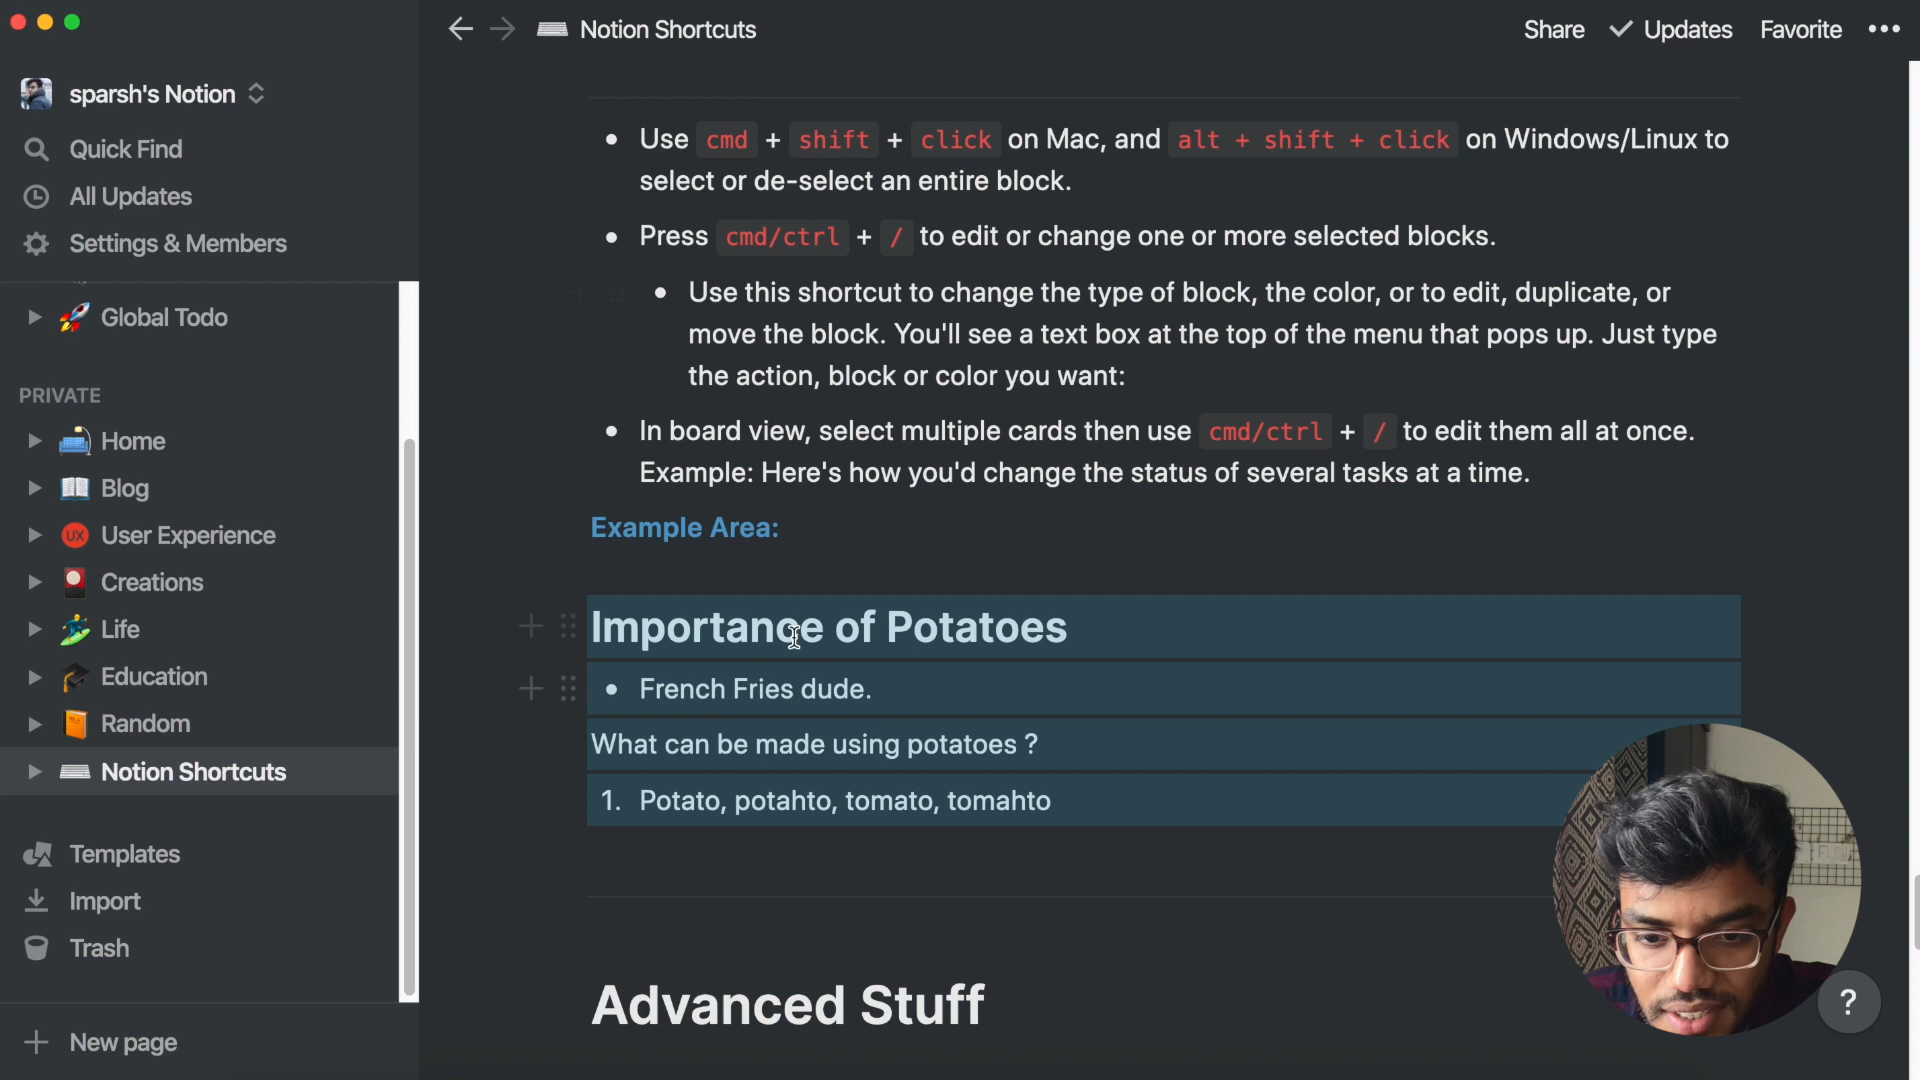 Notion Shortcuts
Share
Updates
Favorite
sparsh's Notion
Quick Find
All Updates
Settings & Members
Global Todo
PRIVATE
Home
Blog
UX User Experience
Creations
Life
Education
Random
Notion Shortcuts
Templates
Import
Trash
+ New page
• Use cmd + shift + click on Mac, and alt + shift + click on Windows/Linux to
select or de-select an entire block.
• Press cmd/ctrl + / to edit or change one or more selected blocks.
• Use this shortcut to change the type of block, the color, or to edit, duplicate, or
move the block. You'll see a text box at the top of the menu that pops up. Just type
the action, block or color you want:
• In board view, select multiple cards then use cmd/ctrl + / to edit them all at once.
Example: Here's how you'd change the status of several tasks at a time.
Example Area:
Importance of Potatoes
• French Fries dude.
What can be made using potatoes ?
1. Potato, potahto, tomato, tomahto
Advanced Stuff
?